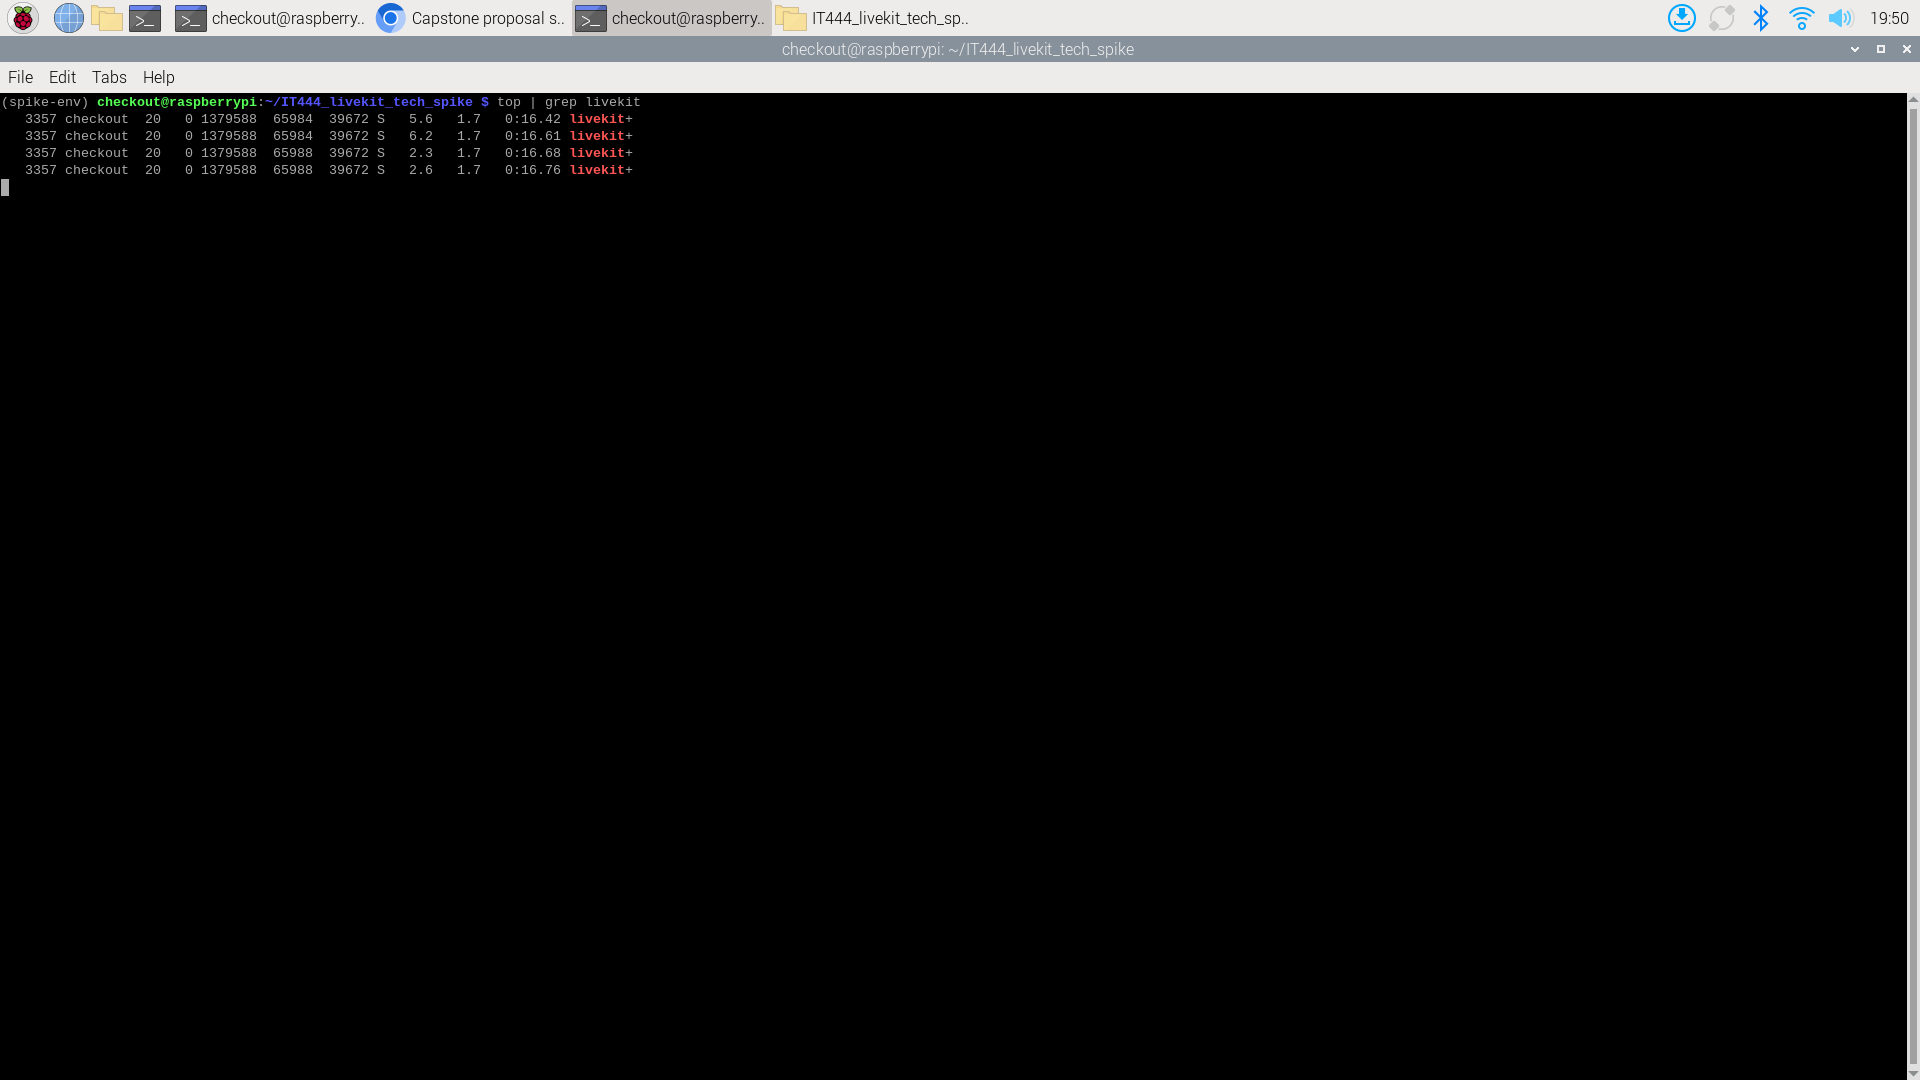 checkout@raspberry.. Capstone proposal s.. checkout@raspberry.. IT444_livekit_tech_sp.. 19:50
checkout@raspberrypi: ~/IT444_livekit_tech_spike
File Edit Tabs Help
(spike-env) checkout@raspberrypi:~/IT444_livekit_tech_spike $ top | grep livekit
3357 checkout 20 0 1379588 65984 39672 S 5.6 1.7 0:16.42 livekit+
3357 checkout 20 0 1379588 65984 39672 S 6.2 1.7 0:16.61 livekit+
3357 checkout 20 0 1379588 65988 39672 S 2.3 1.7 0:16.68 livekit+
3357 checkout 20 0 1379588 65988 39672 S 2.6 1.7 0:16.76 livekit+